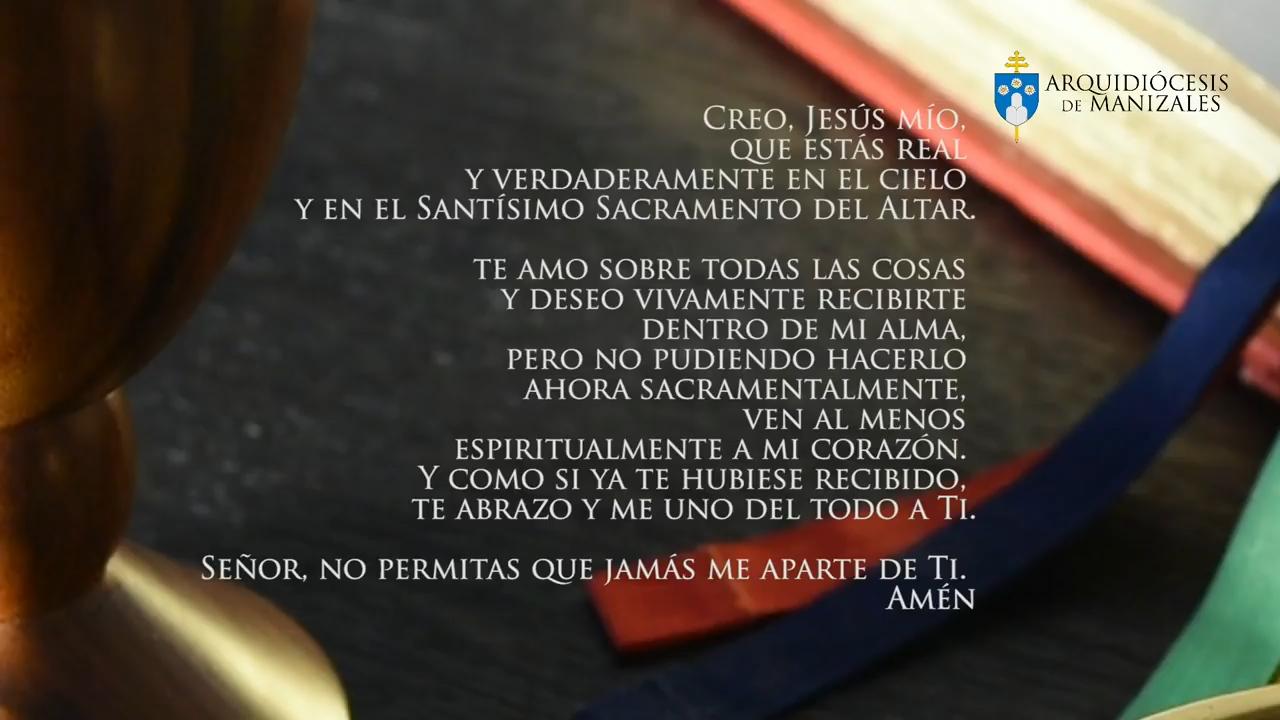 ARQUIDIÓCESIS
DE MANIZALES
CREO, JESÚS MÍO,
QUE ESTÁS REAL
Y VERDADERAMENTE EN EL CIELO
Y EN EL SANTÍSIMO SACRAMENTO DEL ALTAR.
TE AMO SOBRE TODAS LAS COSAS
Y DESEO VIVAMENTE RECIBIRTE
DENTRO DE MI ALMA,
PERO NO PUDIENDO HACERLO
AHORA SACRAMENTALMENTE,
VEN AL MENOS
ESPIRITUALMENTE A MI CORAZÓN.
Y COMO SI YA TE HUBIESE RECIBIDO,
TE ABRAZO Y ME UNO DEL TODO A TI.
SEÑOR, NO PERMITAS QUE JAMÁS ME APARTE DE TI.
AMÉN